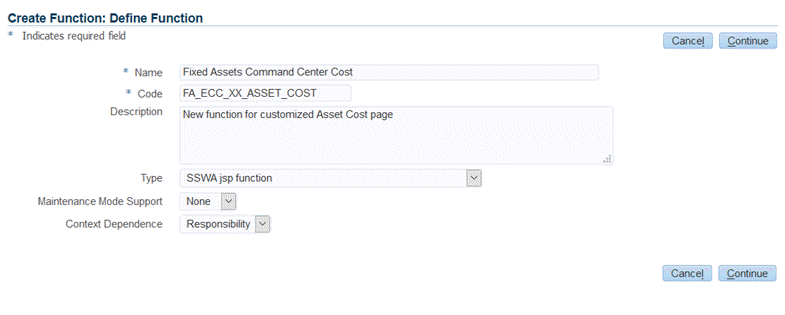 Create Function: Define Function
* Indicates required field
Cancel Continue
* Name Fixed Assets Command Center Cost
* Code FA_ECC_XX_ASSET_COST
Description New function for customized Asset Cost page
Type SSWA jsp function
Maintenance Mode Support None
Context Dependence Responsibility
Cancel Continue